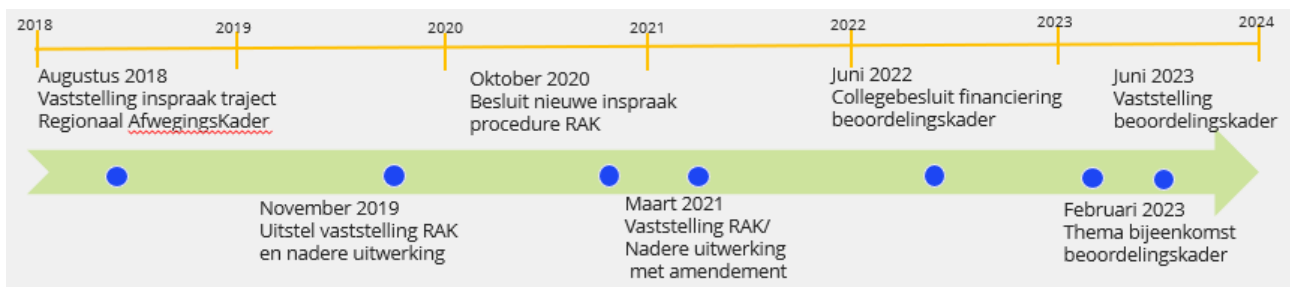 2018
2019
2020
2021
2022
2023
2024
Augustus 2018
Vaststelling inspraak traject
Regionaal AfwegingsKader
Oktober 2020
Besluit nieuwe inspraak
procedure RAK
Juni 2022
Collegebesluit financiering
beoordelingskader
Juni 2023
Vaststelling
beoordelingskader
November 2019
Uitstel vaststelling RAK
en nadere uitwerking
Maart 2021
Vaststelling RAK/
Nadere uitwerking
met amendement
Februari 2023
Thema bijeenkomst
beoordelingskader